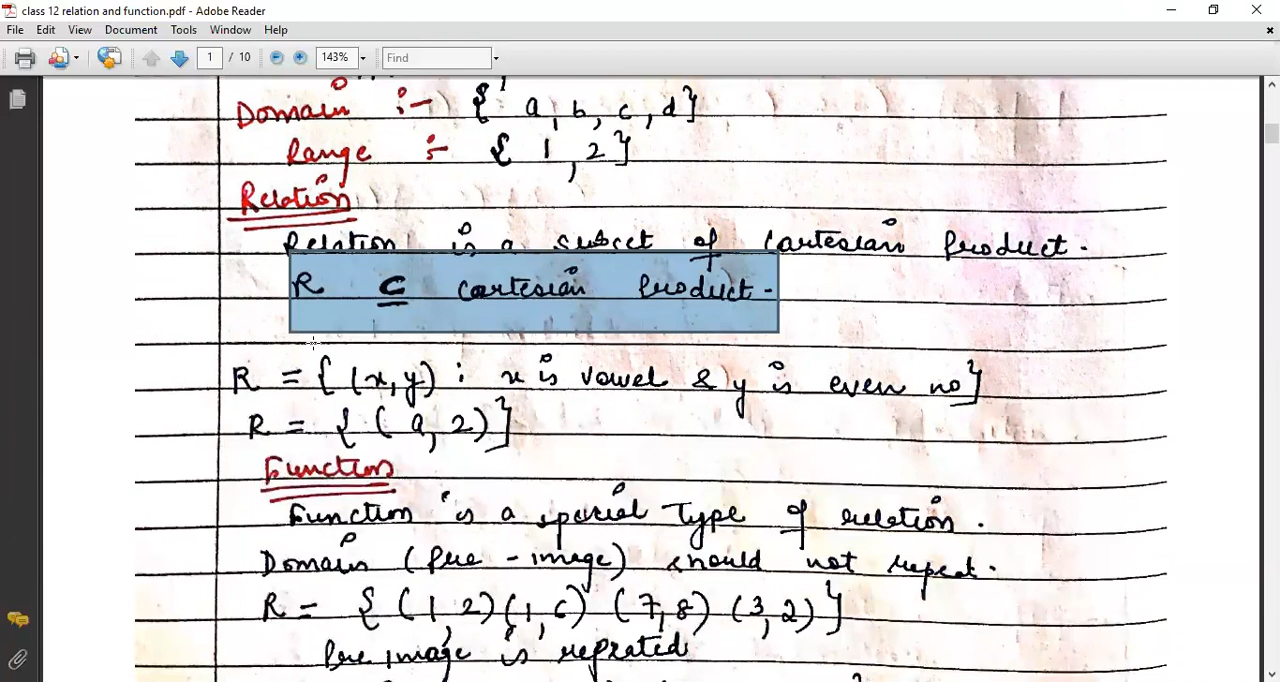 class 12 relation and function.pdf - Adobe Reader
File Edit View Document Tools Window Help
1 / 10 143% Find
Domain :- { a, b, c, d}
Range :- { 1, 2}
Relation
Relation is a subset of Cartesian Product.
R ⊆ Cartesian Product.
R = { (x, y) : x is vowel & y is even no}
R = { ( a, 2)}
Function
Function is a special Type of relation.
Domain (Pre - image) should not repeat.
R = { (1, 2) (1, 6) (7, 8) (3, 2) }
Pre image is repeated